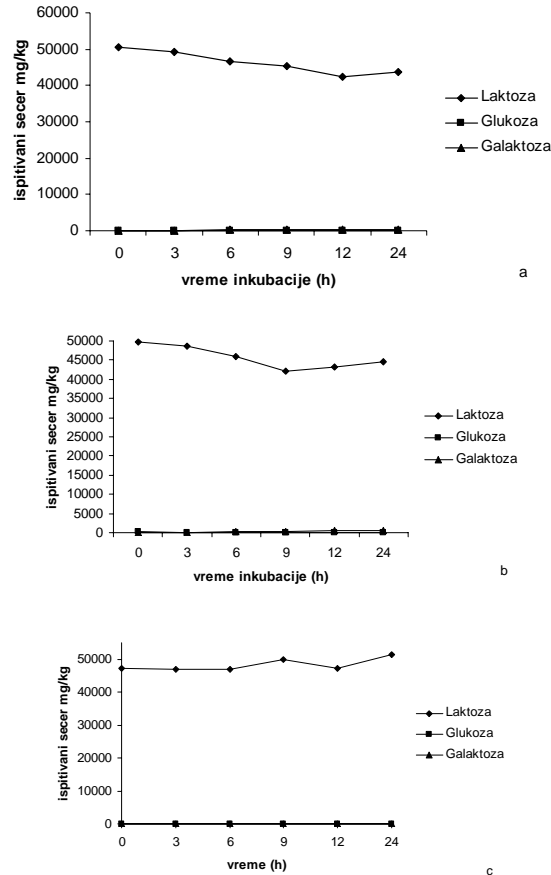 60000
50000
40000
30000
20000
10000
0
ispitivani secer mg/kg
0 3 6 9 12 24
vreme inkubacije (h)
Laktoza
Glukoza
Galaktoza
a
50000
45000
40000
35000
30000
25000
20000
15000
10000
5000
0
ispitivani secer mg/kg
0 3 6 9 12 24
vreme inkubacije (h)
Laktoza
Glukoza
Galaktoza
b
50000
40000
30000
20000
10000
0
ispitivani secer mg/kg
0 3 6 9 12 24
vreme (h)
Laktoza
Glukoza
Galaktoza
c